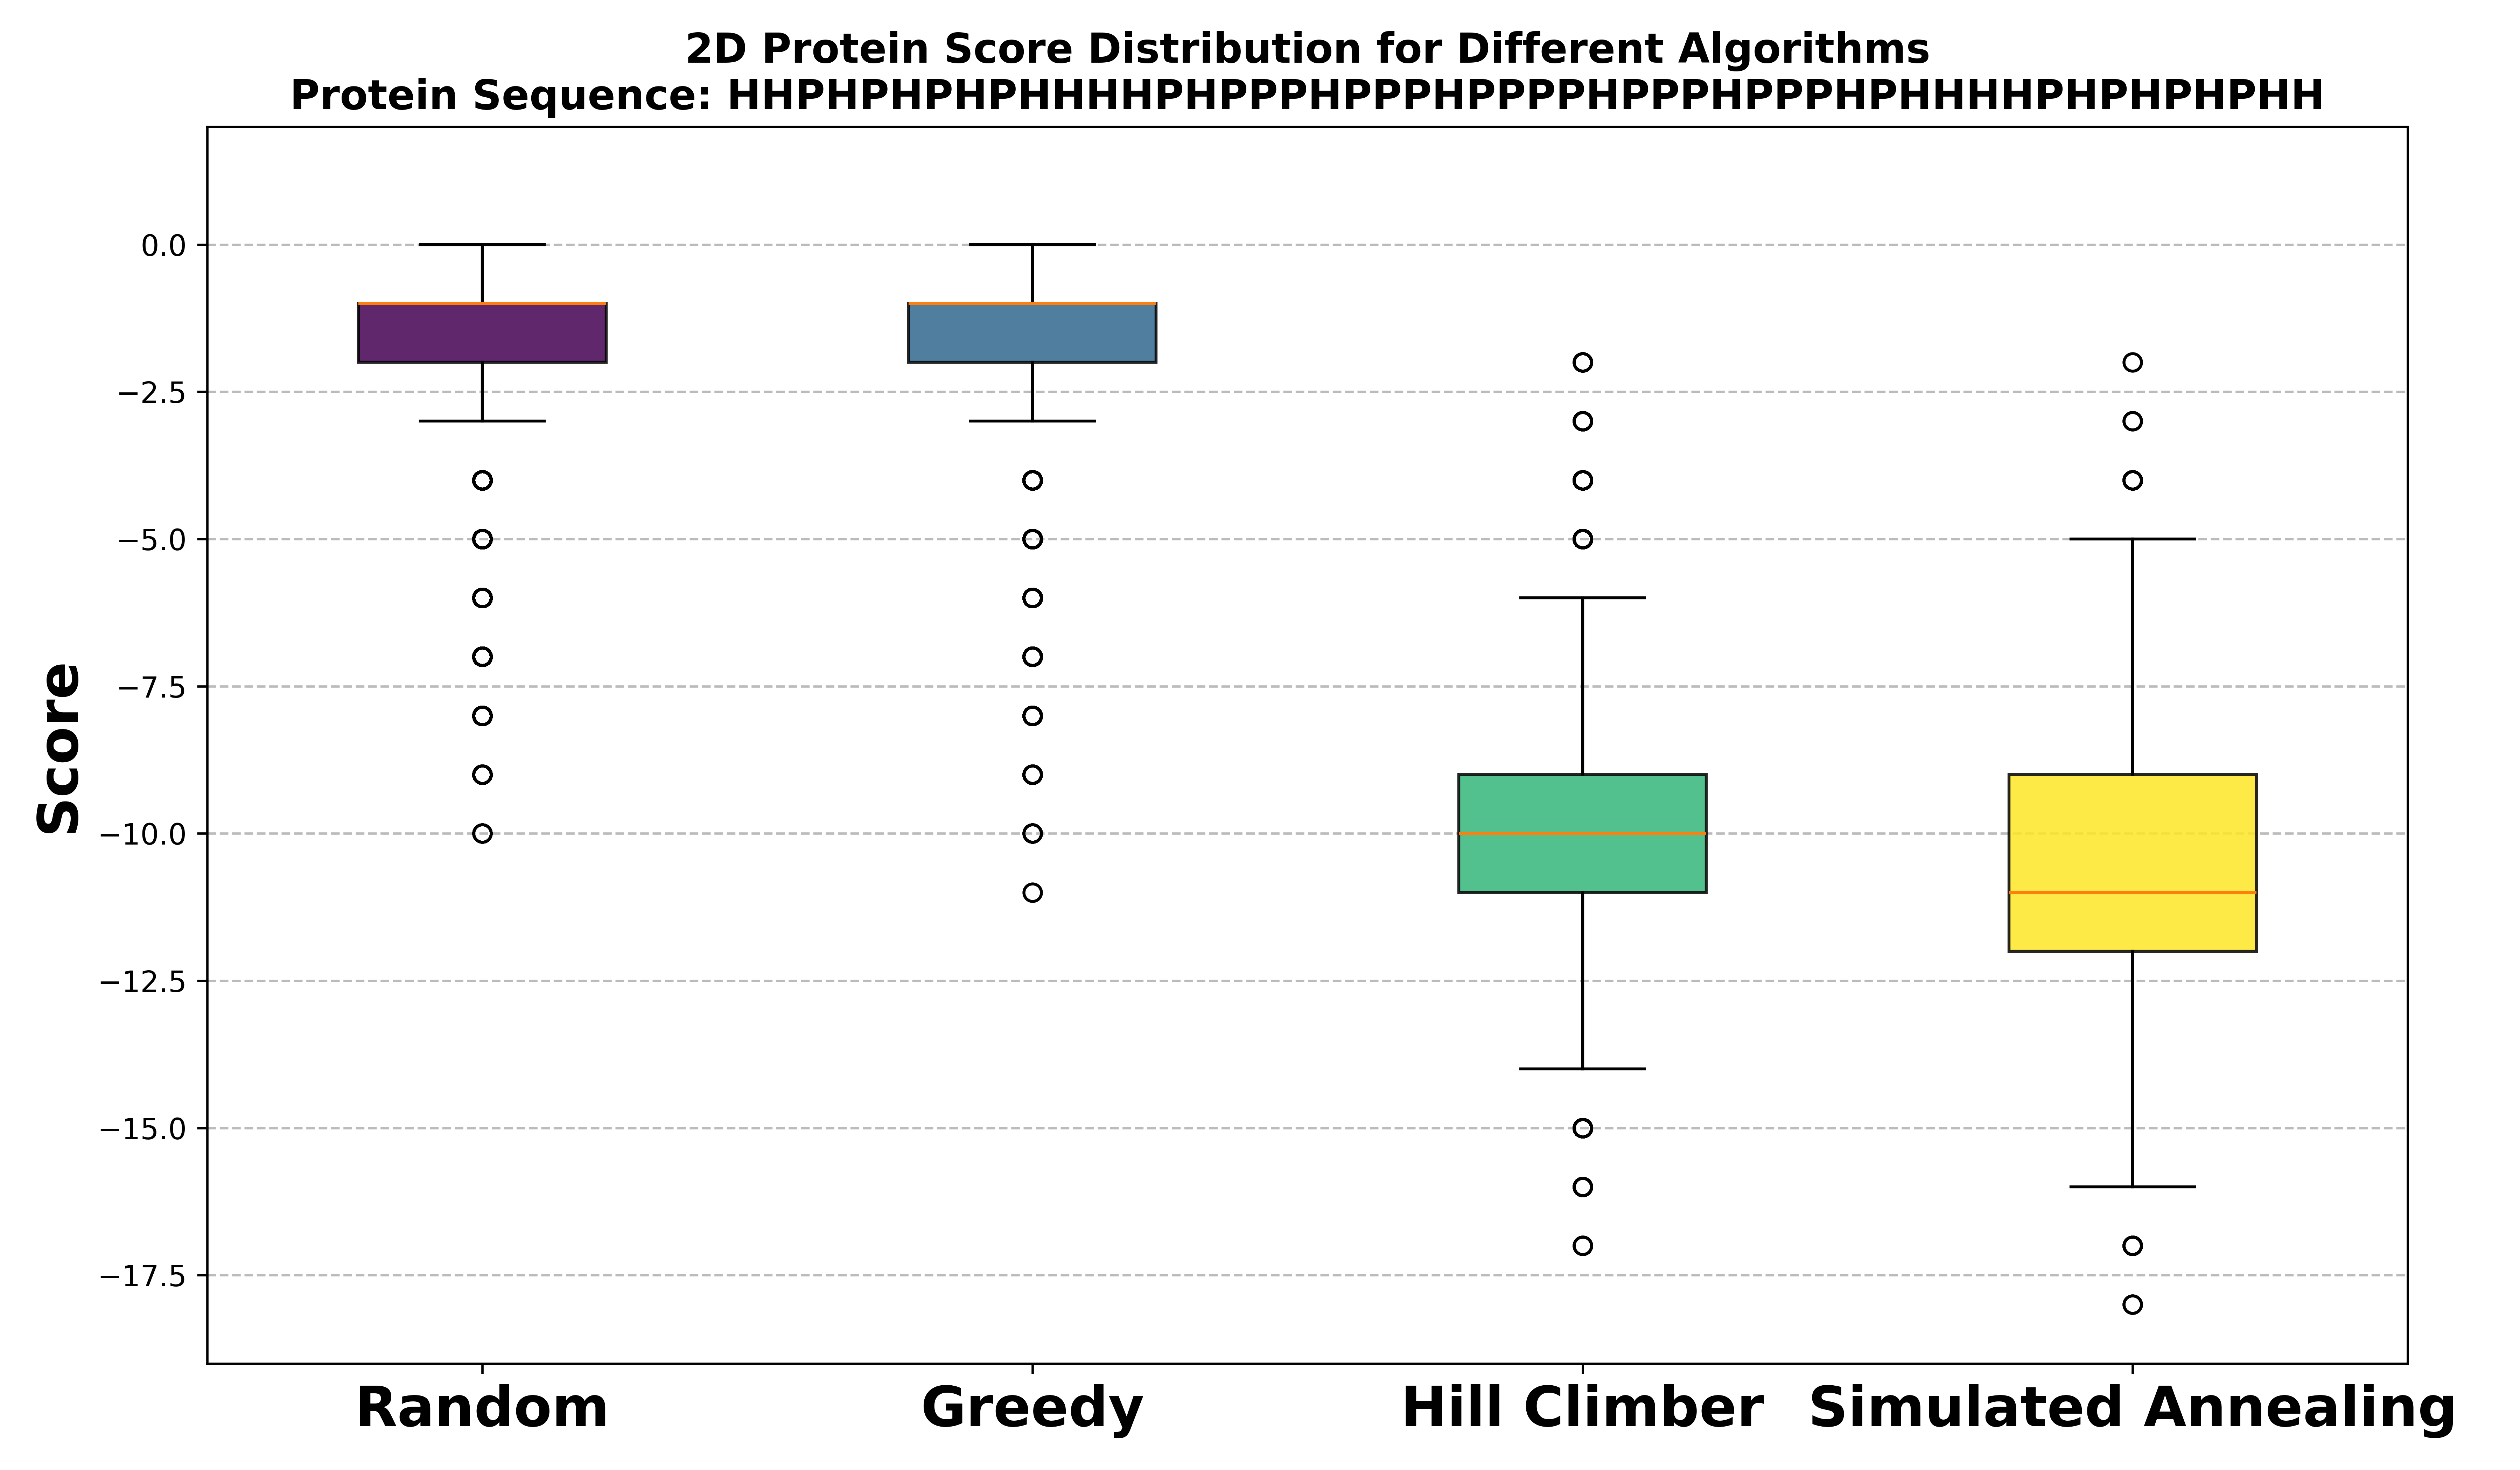 2D Protein Score Distribution for Different Algorithms
Protein Sequence: HHPHPHPHPHHHHPHPPPHPPPHPPPPHPPPHPPPHPHHHHPHPHPHPHH
Score
0.0
−2.5
−5.0
−7.5
−10.0
−12.5
−15.0
−17.5
Random
Greedy
Hill Climber
Simulated Annealing